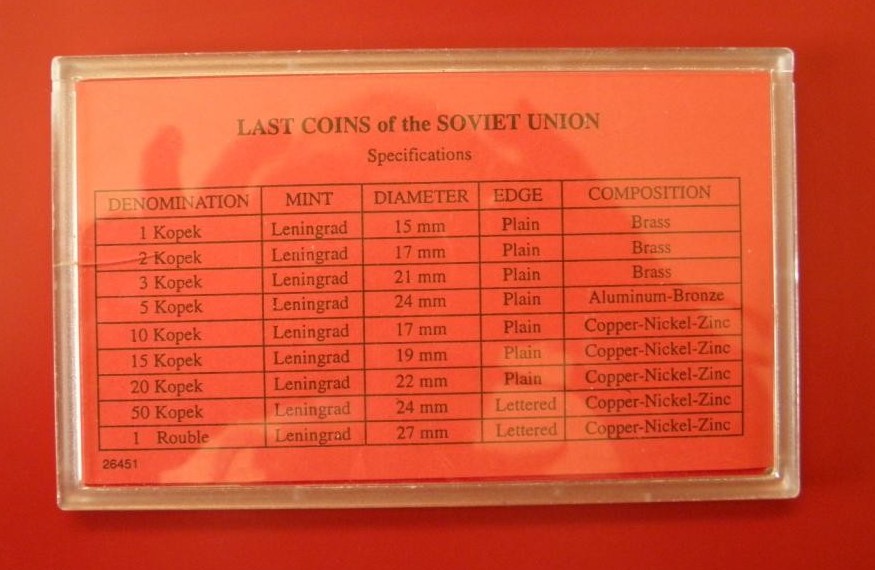 LAST COINS of the SOVIET UNION
Specifications
DENOMINATION MINT DIAMETER EDGE COMPOSITION
1 Kopek Leningrad 15 mm Plain Brass
2 Kopek Leningrad 17 mm Plain Brass
3 Kopek Leningrad 21 mm Plain Brass
5 Kopek Leningrad 24 mm Plain Aluminum-Bronze
10 Kopek Leningrad 17 mm Plain Copper-Nickel-Zinc
15 Kopek Leningrad 19 mm Plain Copper-Nickel-Zinc
20 Kopek Leningrad 22 mm Plain Copper-Nickel-Zinc
50 Kopek Leningrad 24 mm Lettered Copper-Nickel-Zinc
1 Rouble Leningrad 27 mm Lettered Copper-Nickel-Zinc
26451